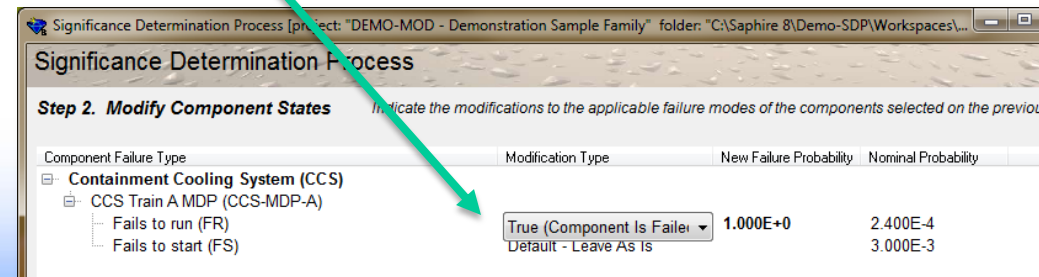 Significance Determination Process [project: "DEMO-MOD - Demonstration Sample Family" folder: "C:\Saphire 8\Demo-SDP\Workspaces\...
Significance Determination Process
Step 2. Modify Component States Indicate the modifications to the applicable failure modes of the components selected on the previou
Component Failure Type Modification Type New Failure Probability Nominal Probability
Containment Cooling System (CCS)
CCS Train A MDP (CCS-MDP-A)
Fails to run (FR) True (Component Is Failed 1.000E+0 2.400E-4
Fails to start (FS) Default - Leave As Is 3.000E-3